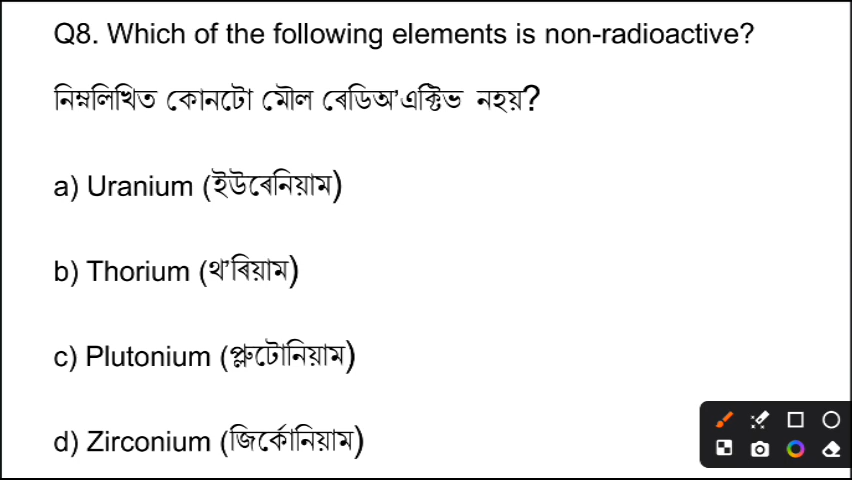 Q8. Which of the following elements is non-radioactive?
নিম্নলিখিত কোনটো মৌল ৰেডিঅ'এক্টিভ নহয়?
a) Uranium (ইউৰেনিয়াম)
b) Thorium (থ'ৰিয়াম)
c) Plutonium (প্লুটোনিয়াম)
d) Zirconium (জিৰ্কোনিয়াম)